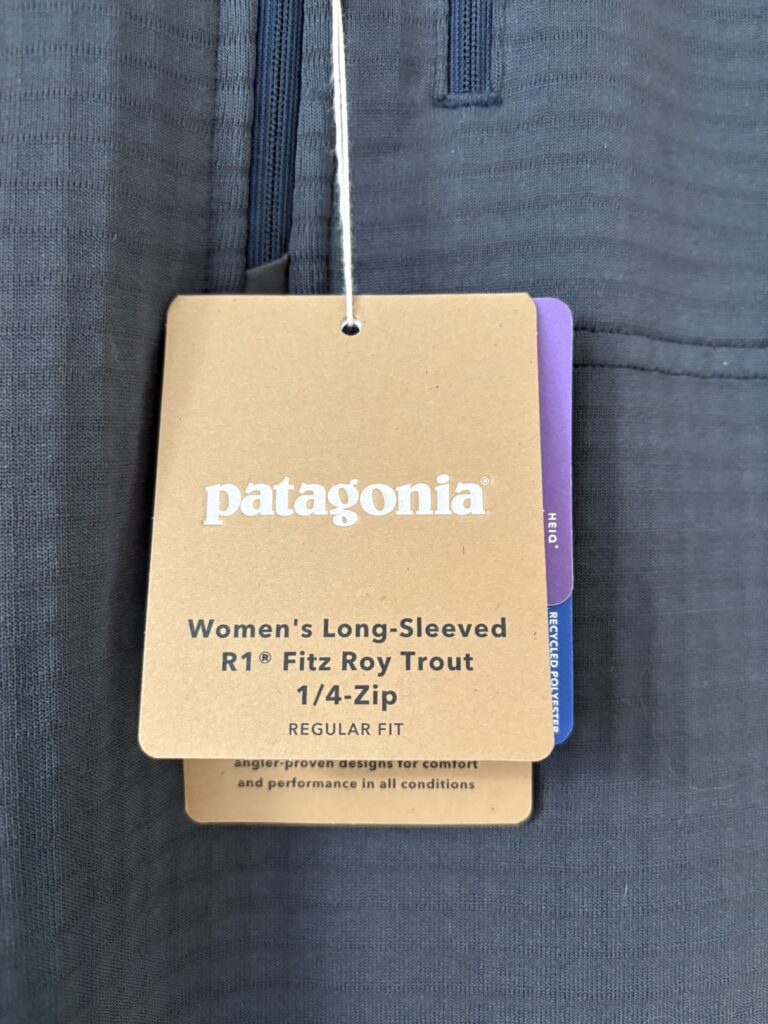 patagonia®
Women's Long-Sleeved
R1® Fitz Roy Trout
1/4-Zip
REGULAR FIT
HEIQ®
RECYCLED POLYESTER
angler-proven designs for comfort
and performance in all conditions